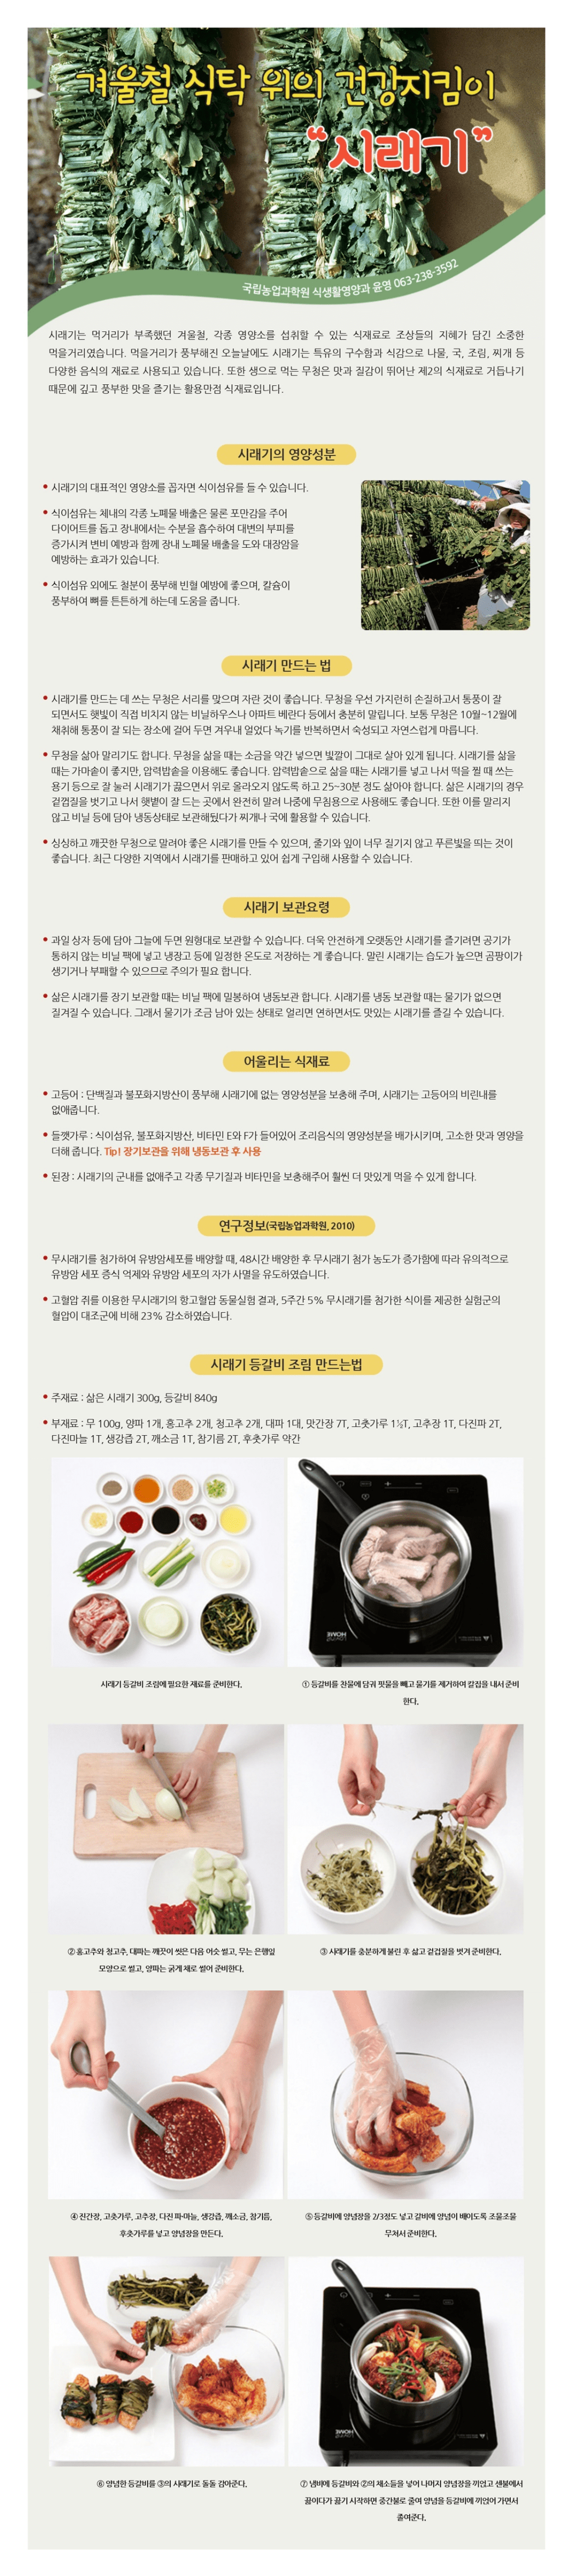 겨울철 식탁 위의 건강지킴이
“시래기”
국립농업과학원 식생활영양과 윤영 063-238-3592
시래기는 먹거리가 부족했던 겨울철, 각종 영양소를 섭취할 수 있는 식재료로 조상들의 지혜가 담긴 소중한
먹을거리였습니다. 먹을거리가 풍부해진 오늘날에도 시래기는 특유의 구수함과 식감으로 나물, 국, 조림, 찌개 등
다양한 음식의 재료로 사용되고 있습니다. 또한 생으로 먹는 무청은 맛과 질감이 뛰어난 제2의 식재료로 거듭나기
때문에 깊고 풍부한 맛을 즐기는 활용만점 식재료입니다.
시래기의 영양성분
• 시래기의 대표적인 영양소를 꼽자면 식이섬유를 들 수 있습니다.
• 식이섬유는 체내의 각종 노폐물 배출은 물론 포만감을 주어
다이어트를 돕고 장내에서는 수분을 흡수하여 대변의 부피를
증가시켜 변비 예방과 함께 장내 노폐물 배출을 도와 대장암을
예방하는 효과가 있습니다.
• 식이섬유 외에도 철분이 풍부해 빈혈 예방에 좋으며, 칼슘이
풍부하여 뼈를 튼튼하게 하는데 도움을 줍니다.
시래기 만드는 법
• 시래기를 만드는 데 쓰는 무청은 서리를 맞으며 자란 것이 좋습니다. 무청을 우선 가지런히 손질하고서 통풍이 잘
되면서도 햇빛이 직접 비치지 않는 비닐하우스나 아파트 베란다 등에서 충분히 말립니다. 보통 무청은 10월~12월에
채취해 통풍이 잘 되는 장소에 걸어 두면 겨우내 얼었다 녹기를 반복하면서 숙성되고 자연스럽게 마릅니다.
• 무청을 삶아 말리기도 합니다. 무청을 삶을 때는 소금을 약간 넣으면 빛깔이 그대로 살아 있게 됩니다. 시래기를 삶을
때는 가마솥이 좋지만, 압력밥솥을 이용해도 좋습니다. 압력밥솥으로 삶을 때는 시래기를 넣고 나서 떡을 찔 때 쓰는
용기 등으로 잘 눌러 시래기가 끓으면서 위로 올라오지 않도록 하고 25~30분 정도 삶아야 합니다. 삶은 시래기의 경우
겉껍질을 벗기고 나서 햇볕이 잘 드는 곳에서 완전히 말려 나중에 무침용으로 사용해도 좋습니다. 또한 이를 말리지
않고 비닐 등에 담아 냉동상태로 보관해뒀다가 찌개나 국에 활용할 수 있습니다.
• 싱싱하고 깨끗한 무청으로 말려야 좋은 시래기를 만들 수 있으며, 줄기와 잎이 너무 질기지 않고 푸른빛을 띄는 것이
좋습니다. 최근 다양한 지역에서 시래기를 판매하고 있어 쉽게 구입해 사용할 수 있습니다.
시래기 보관요령
• 과일 상자 등에 담아 그늘에 두면 원형대로 보관할 수 있습니다. 더욱 안전하게 오랫동안 시래기를 즐기려면 공기가
통하지 않는 비닐 팩에 넣고 냉장고 등에 일정한 온도로 저장하는 게 좋습니다. 말린 시래기는 습도가 높으면 곰팡이가
생기거나 부패할 수 있으므로 주의가 필요 합니다.
• 삶은 시래기를 장기 보관할 때는 비닐 팩에 밀봉하여 냉동보관 합니다. 시래기를 냉동 보관할 때는 물기가 없으면
질겨질 수 있습니다. 그래서 물기가 조금 남아 있는 상태로 얼리면 연하면서도 맛있는 시래기를 즐길 수 있습니다.
어울리는 식재료
• 고등어 : 단백질과 불포화지방산이 풍부해 시래기에 없는 영양성분을 보충해 주며, 시래기는 고등어의 비린내를
없애줍니다.
• 들깻가루 : 식이섬유, 불포화지방산, 비타민 E와 F가 들어있어 조리음식의 영양성분을 배가시키며, 고소한 맛과 영양을
더해 줍니다. Tip! 장기보관을 위해 냉동보관 후 사용
• 된장 : 시래기의 군내를 없애주고 각종 무기질과 비타민을 보충해주어 훨씬 더 맛있게 먹을 수 있게 합니다.
연구정보(국립농업과학원, 2010)
• 무시래기를 첨가하여 유방암세포를 배양할 때, 48시간 배양한 후 무시래기 첨가 농도가 증가함에 따라 유의적으로
유방암 세포 증식 억제와 유방암 세포의 자가 사멸을 유도하였습니다.
• 고혈압 쥐를 이용한 무시래기의 항고혈압 동물실험 결과, 5주간 5% 무시래기를 첨가한 식이를 제공한 실험군의
혈압이 대조군에 비해 23% 감소하였습니다.
시래기 등갈비 조림 만드는법
• 주재료 : 삶은 시래기 300g, 등갈비 840g
• 부재료 : 무 100g, 양파 1개, 홍고추 2개, 청고추 2개, 대파 1대, 맛간장 7T, 고춧가루 1½T, 고추장 1T, 다진파 2T,
다진마늘 1T, 생강즙 2T, 깨소금 1T, 참기름 2T, 후춧가루 약간
시래기 등갈비 조림에 필요한 재료를 준비한다.
① 등갈비를 찬물에 담궈 핏물을 빼고 물기를 제거하여 칼집을 내서 준비
한다.
② 홍고추와 청고추, 대파는 깨끗이 씻은 다음 어슷 썰고, 무는 은행잎
모양으로 썰고, 양파는 굵게 채로 썰어 준비한다.
③ 시래기를 충분하게 불린 후 삶고 겉껍질을 벗겨 준비한다.
④ 진간장, 고춧가루, 고추장, 다진 파·마늘, 생강즙, 깨소금, 참기름,
후춧가루를 넣고 양념장을 만든다.
⑤ 등갈비에 양념장을 2/3정도 넣고 갈비에 양념이 배이도록 조물조물
무쳐서 준비한다.
⑥ 양념한 등갈비를 ③의 시래기로 돌돌 감아준다.
⑦ 냄비에 등갈비와 ②의 채소들을 넣어 나머지 양념장을 끼얹고 센불에서
끓이다가 끓기 시작하면 중간불로 줄여 양념을 등갈비에 끼얹어 가면서
졸여준다.